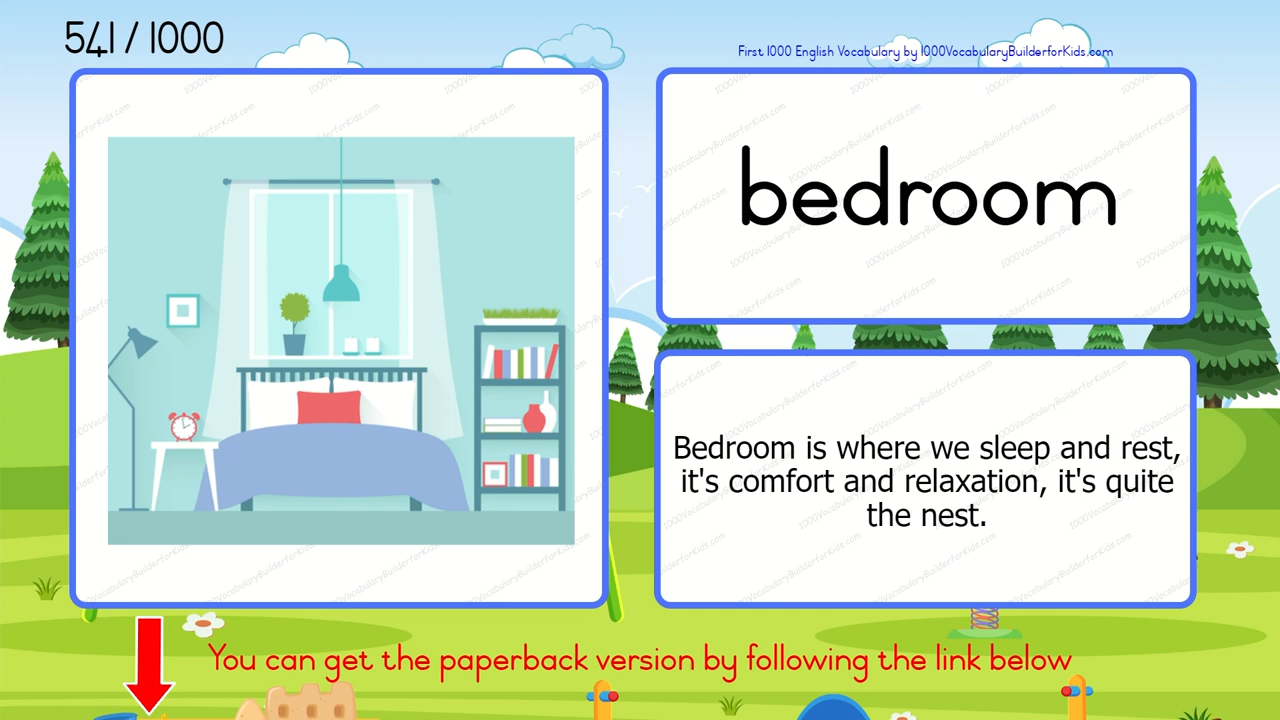 541 / 1000
First 1000 English Vocabulary by 1000VocabularyBuilderforKids.com
bedroom
Bedroom is where we sleep and rest,
it's comfort and relaxation, it's quite
the nest.
You can get the paperback version by following the link below